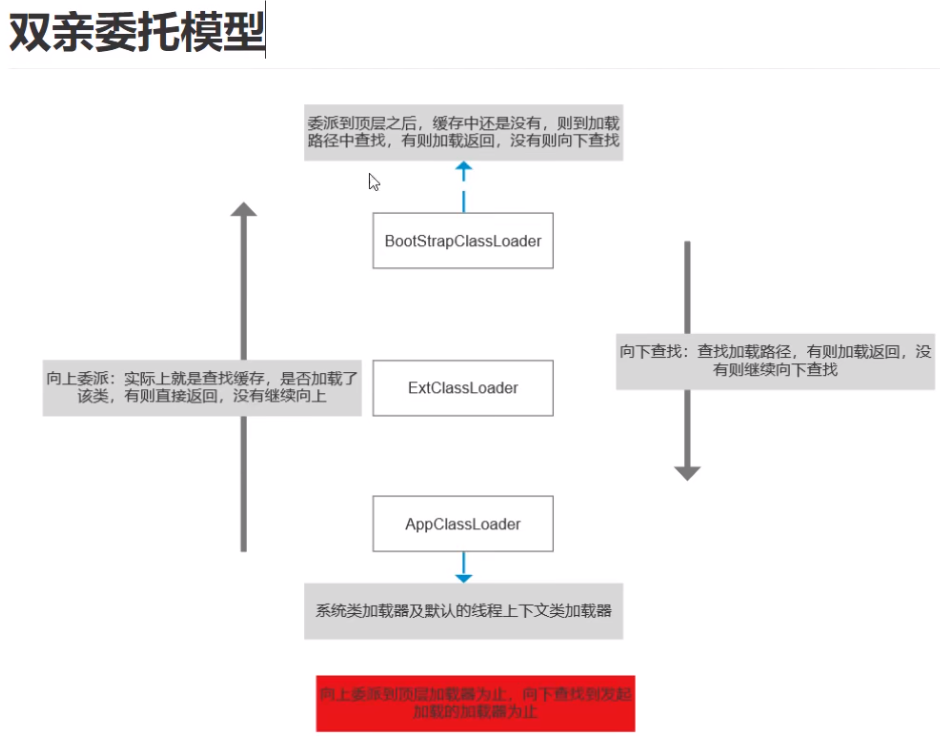 双亲委托模型
委派到顶层之后，缓存中还是没有，则到加载
路径中查找，有则加载返回，没有则向下查找
BootStrapClassLoader
向下查找：查找加载路径，有则加载返回，没
有则继续向下查找
向上委派：实际上就是查找缓存，是否加载了
该类，有则直接返回，没有继续向上
ExtClassLoader
AppClassLoader
系统类加载器及默认的线程上下文类加载器
向上委派到顶层加载器为止，向下查找到发起
加载的加载器为止